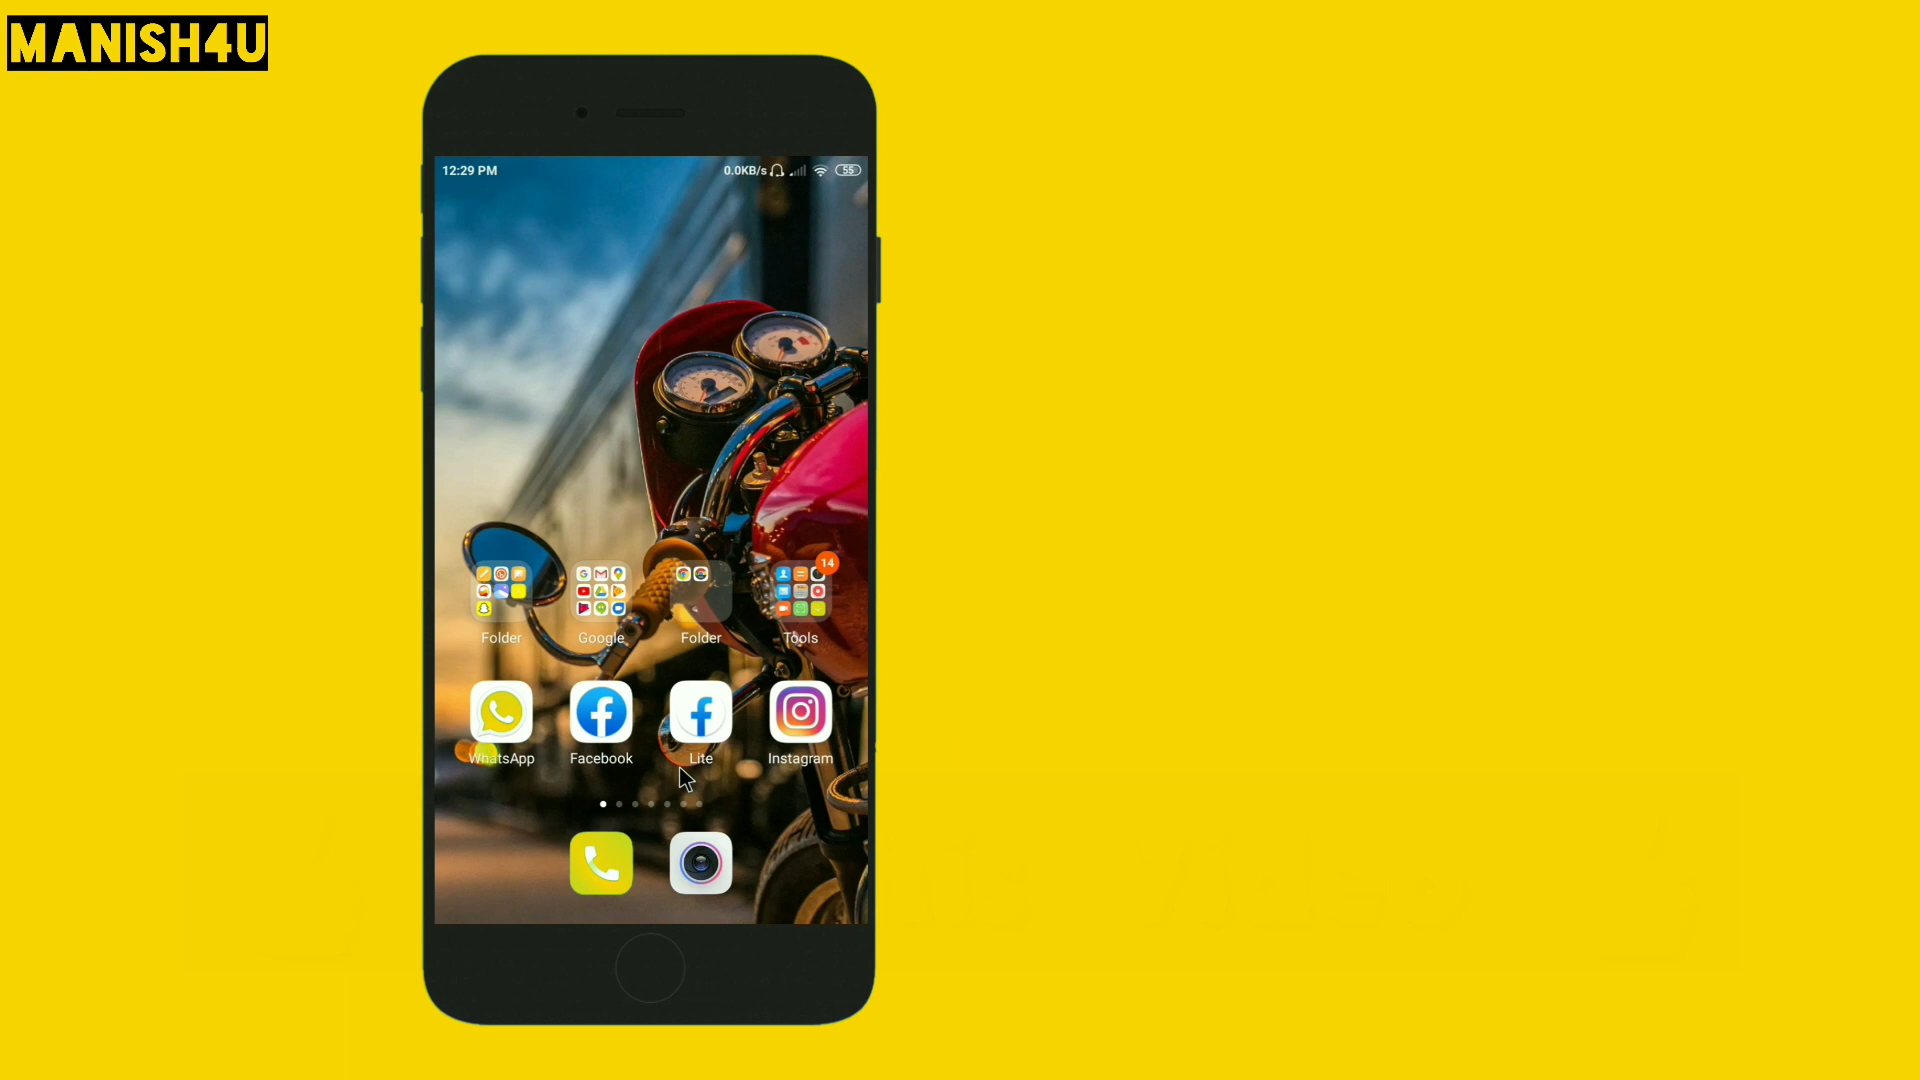 MANISH4U
12:29 PM
0.0KB/s
55
14
Folder
Google
Folder
Tools
WhatsApp
Facebook
Lite
Instagram